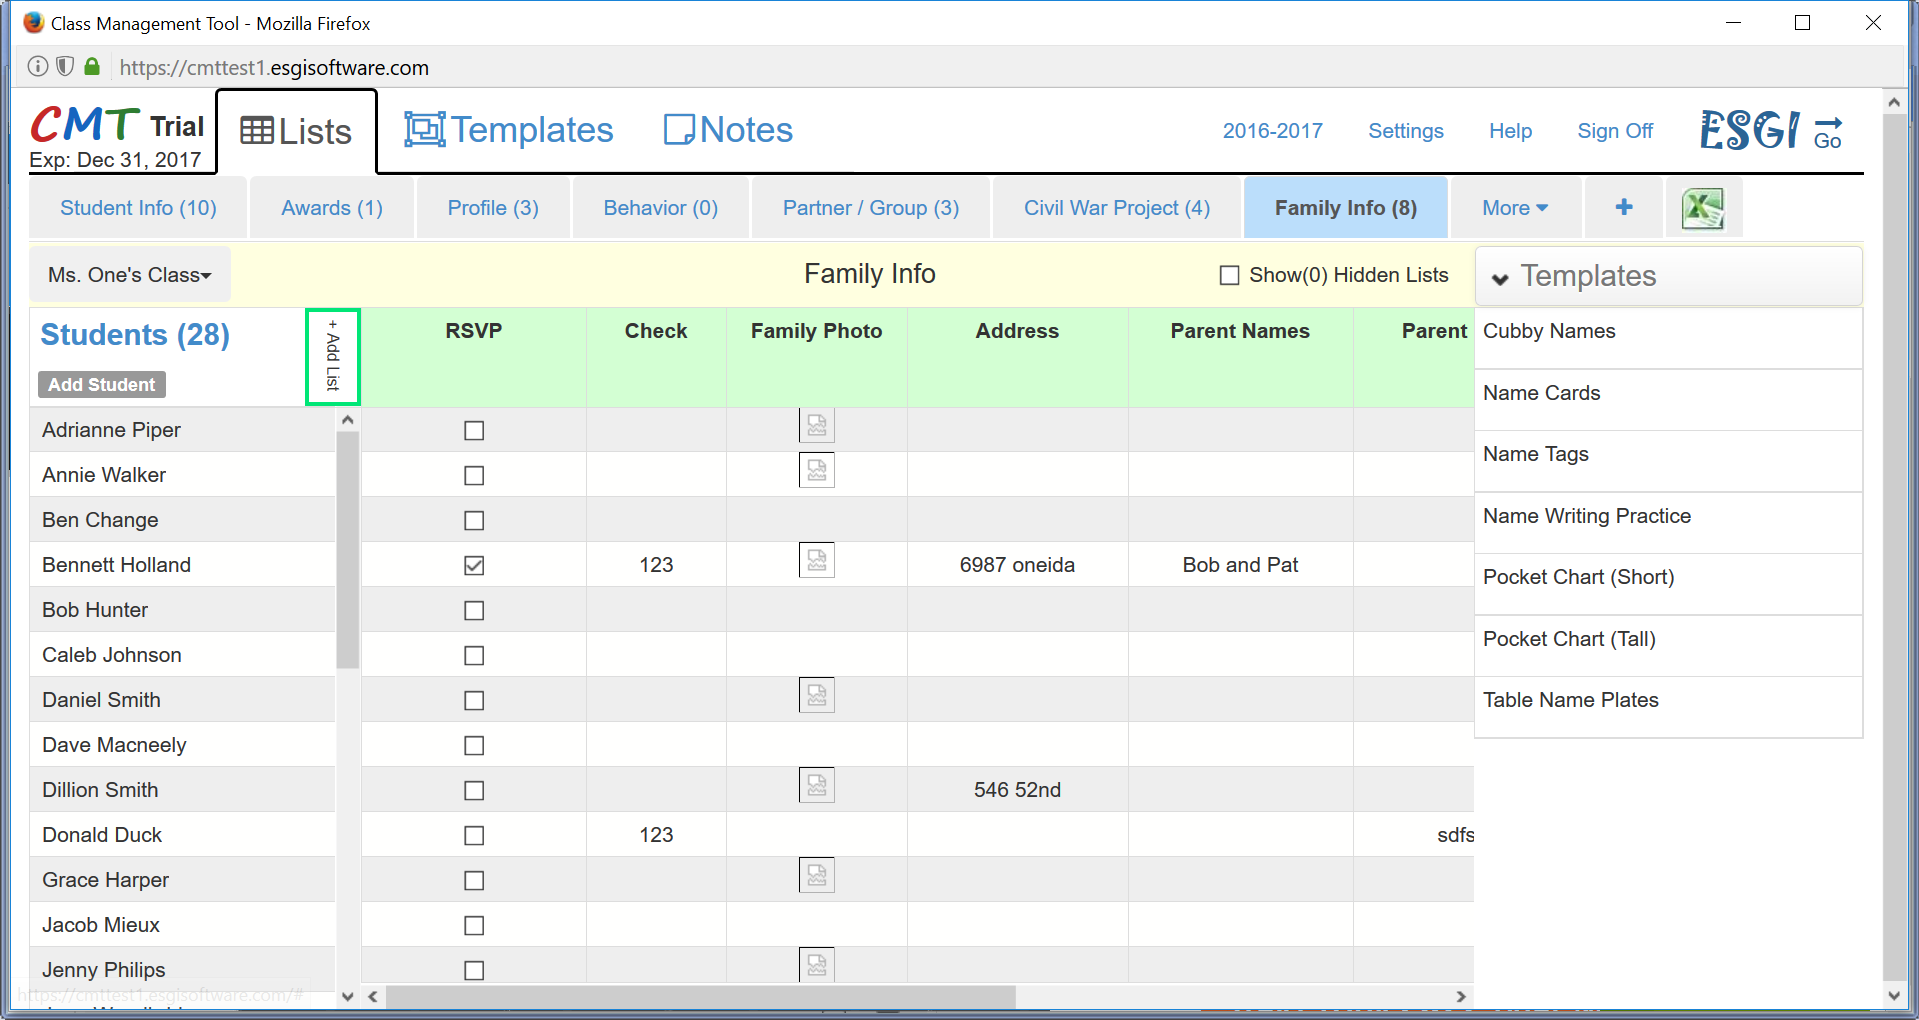 Class Management Tool - Mozilla Firefox
https://cmttest1.esgisoftware.com
CMT Trial
Exp: Dec 31, 2017
Lists
Templates
Notes
2016-2017
Settings
Help
Sign Off
ESGI
Go
Student Info (10)
Awards (1)
Profile (3)
Behavior (0)
Partner / Group (3)
Civil War Project (4)
Family Info (8)
More
+
Ms. One's Class
Family Info
Show(0) Hidden Lists
Templates
Students (28)
Add Student
+ Add List
RSVP
Check
Family Photo
Address
Parent Names
Parent
Adrianne Piper
Annie Walker
Ben Change
Bennett Holland 123 6987 oneida Bob and Pat
Bob Hunter
Caleb Johnson
Daniel Smith
Dave Macneely
Dillion Smith 546 52nd
Donald Duck 123 sdfs
Grace Harper
Jacob Mieux
Jenny Philips
https://cmttest1.esgisoftware.com/#
Cubby Names
Name Cards
Name Tags
Name Writing Practice
Pocket Chart (Short)
Pocket Chart (Tall)
Table Name Plates